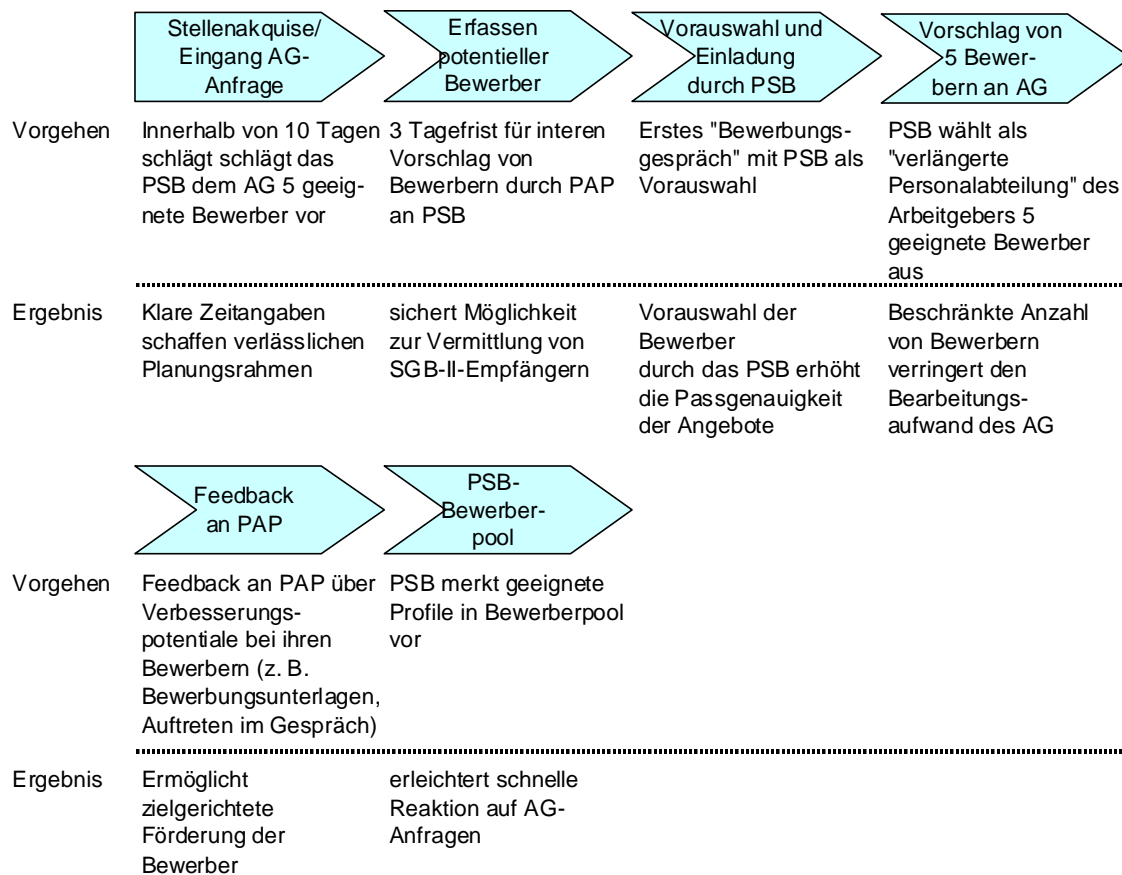 Stellenakquise/
Eingang AG-
Anfrage
Erfassen
potentieller
Bewerber
Vorauswahl und
Einladung
durch PSB
Vorschlag von
5 Bewer-
bern an AG
Vorgehen
Innerhalb von 10 Tagen
schlägt schlägt das
PSB dem AG 5 geeig-
nete Bewerber vor
3 Tagefrist für interen
Vorschlag von
Bewerbern durch PAP
an PSB
Erstes "Bewerbungs-
gespräch" mit PSB als
Vorauswahl
PSB wählt als
"verlängerte
Personalabteilung" des
Arbeitgebers 5
geeignete Bewerber
aus
Ergebnis
Klare Zeitangaben
schaffen verlässlichen
Planungsrahmen
sichert Möglichkeit
zur Vermittlung von
SGB-II-Empfängern
Vorauswahl der
Bewerber
durch das PSB erhöht
die Passgenauigkeit
der Angebote
Beschränkte Anzahl
von Bewerbern
verringert den
Bearbeitungs-
aufwand des AG
Feedback
an PAP
PSB-
Bewerber-
pool
Vorgehen
Feedback an PAP über
Verbesserungs-
potentiale bei ihren
Bewerbern (z. B.
Bewerbungsunterlagen,
Auftreten im Gespräch)
PSB merkt geeignete
Profile in Bewerberpool
vor
Ergebnis
Ermöglicht
zielgerichtete
Förderung der
Bewerber
erleichtert schnelle
Reaktion auf AG-
Anfragen